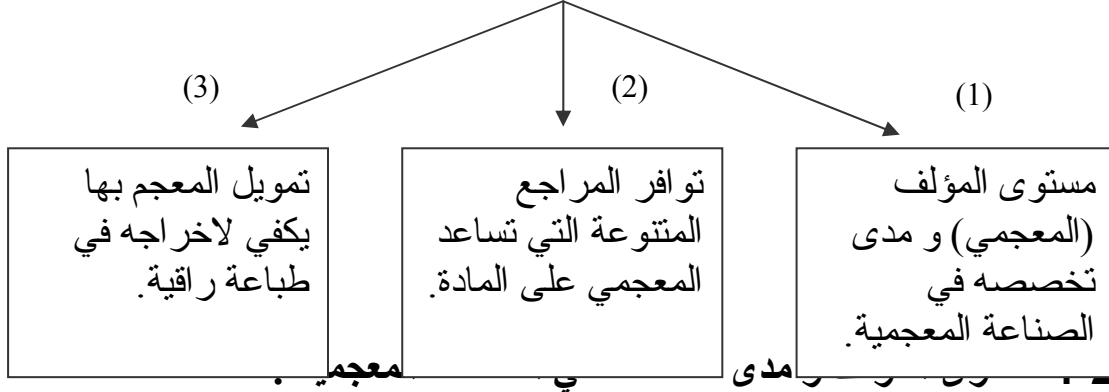 (1)
(2)
(3)
مستوى المؤلف
(المعجمي) و مدى
تخصصه في
الصناعة المعجمية.
توافر المراجع
المتنوعة التي تساعد
المعجمي على المادة.
تمويل المعجم بها
يكفي لاخراجه في
طباعة راقية.
مدى